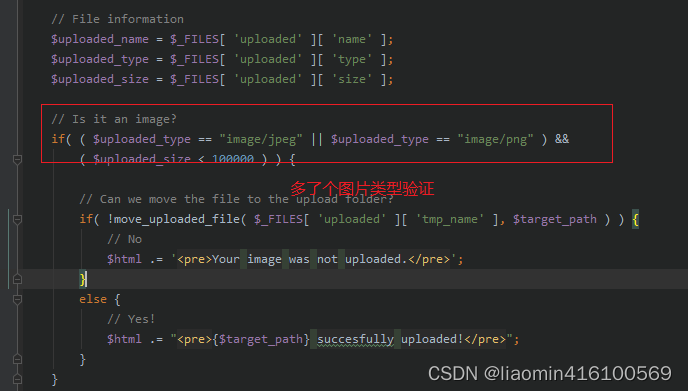 // File information
$uploaded_name = $_FILES[ 'uploaded' ][ 'name' ];
$uploaded_type = $_FILES[ 'uploaded' ][ 'type' ];
$uploaded_size = $_FILES[ 'uploaded' ][ 'size' ];
// Is it an image?
if( ( $uploaded_type == "image/jpeg" || $uploaded_type == "image/png" ) &&
( $uploaded_size < 100000 ) ) {
多了个图片类型验证
// Can we move the file to the upload folder?
if( !move_uploaded_file( $_FILES[ 'uploaded' ][ 'tmp_name' ], $target_path ) ) {
// No
$html .= '<pre>Your image was not uploaded.</pre>';
}
else {
// Yes!
$html .= "<pre>{$target_path} succesfully uploaded!</pre>";
}
}
CSDN @liaomin416100569